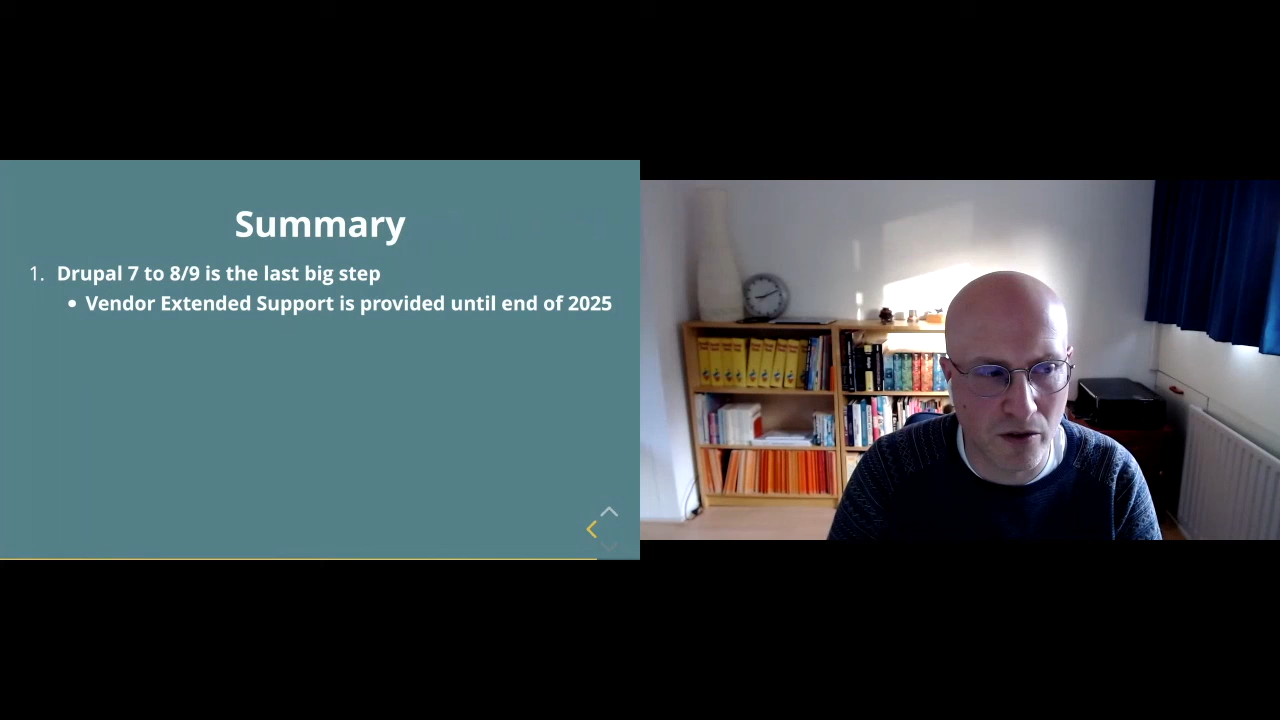 Summary
1. Drupal 7 to 8/9 is the last big step
• Vendor Extended Support is provided until end of 2025